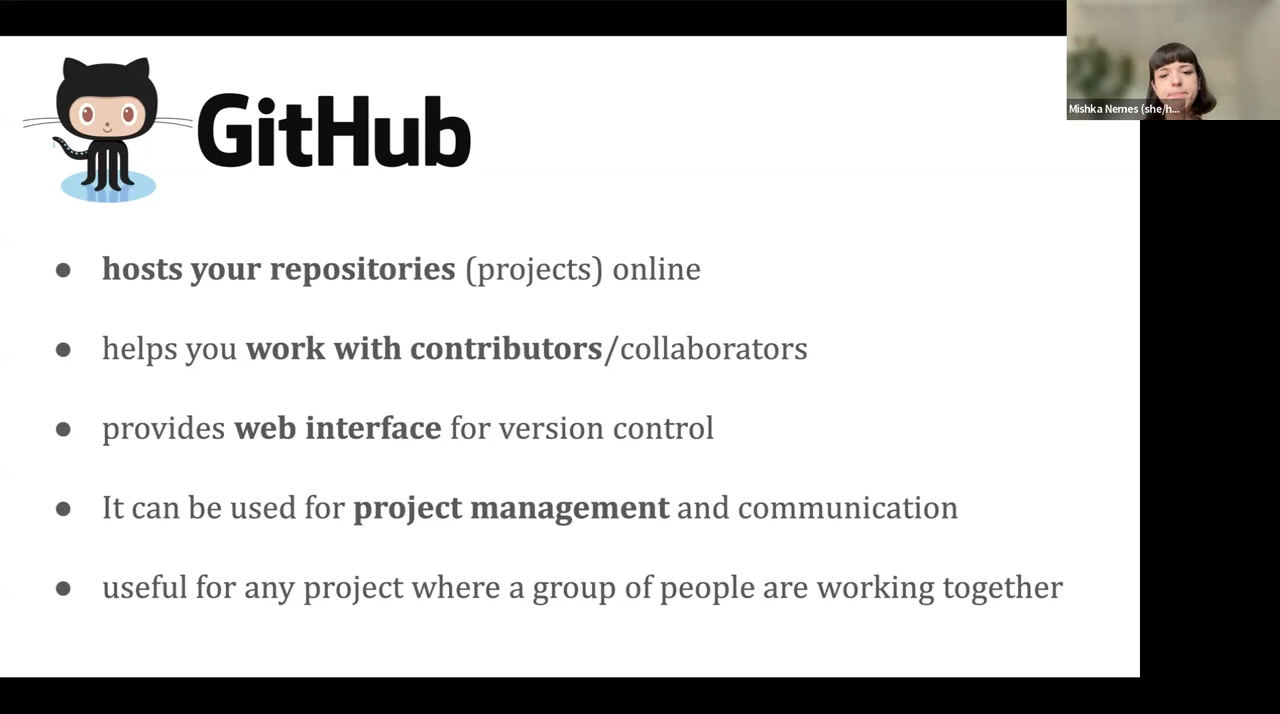 Mishka Nemes (she/h...
GitHub
● hosts your repositories (projects) online
● helps you work with contributors/collaborators
● provides web interface for version control
● It can be used for project management and communication
● useful for any project where a group of people are working together